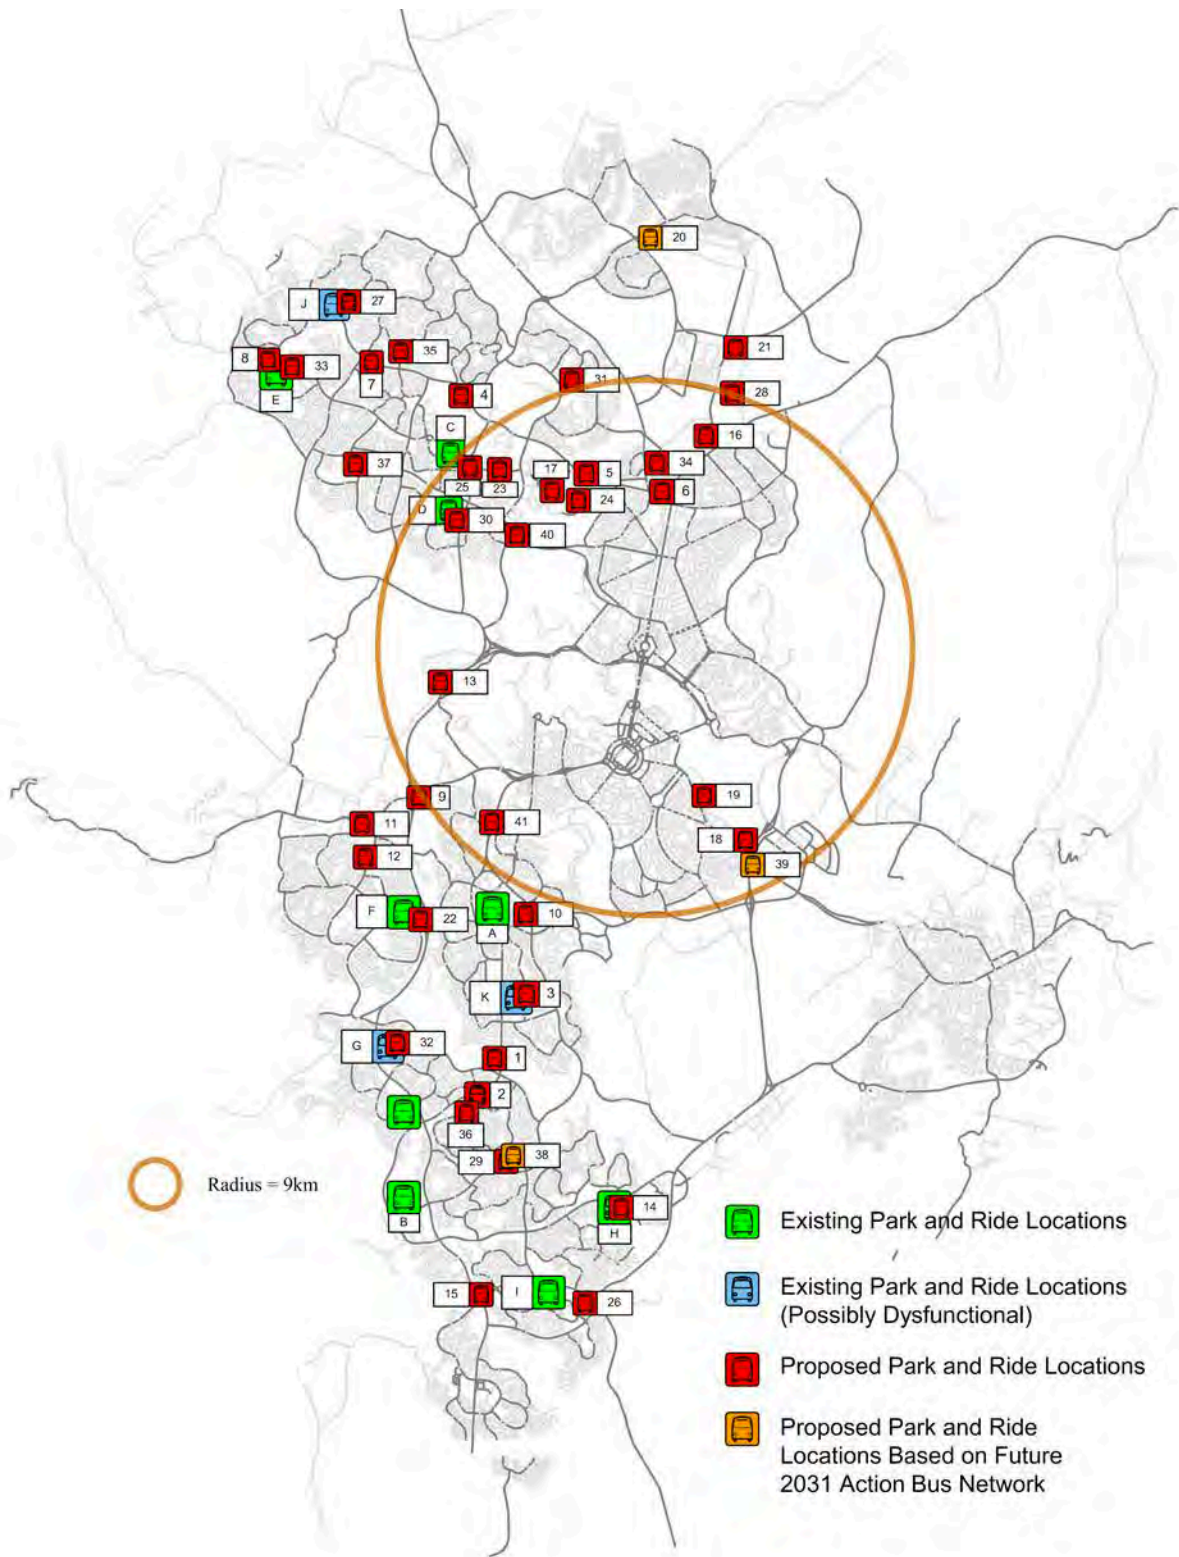 20
J
27
21
8
33
35
7
31
E
4
28
C
16
37
17
5
34
25
23
24
6
D
30
40
13
9
19
11
41
18
12
39
F
22
A
10
K
3
G
32
1
2
36
29
38
Radius = 9km
B
14
H
15
I
26
Existing Park and Ride Locations
Existing Park and Ride Locations
(Possibly Dysfunctional)
Proposed Park and Ride Locations
Proposed Park and Ride
Locations Based on Future
2031 Action Bus Network